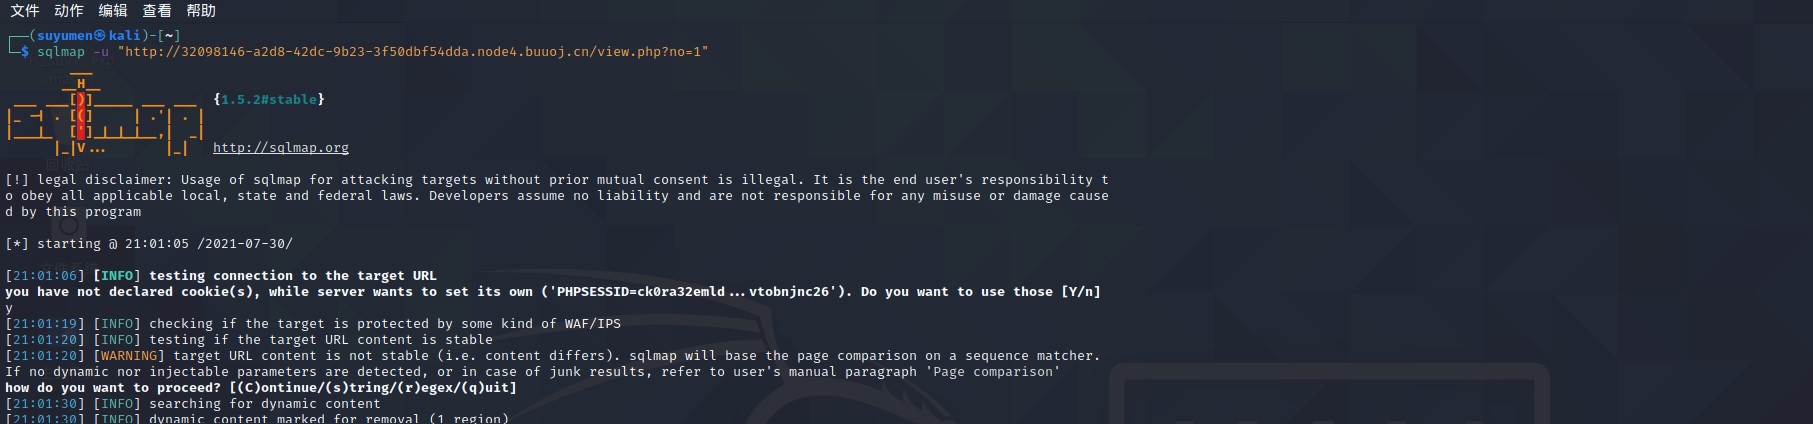 文件 动作 编辑 查看 帮助
┌──(suyumen㉿kali)-[~]
└─$ sqlmap -u "http://32098146-a2d8-42dc-9b23-3f50dbf54dda.node4.buuoj.cn/view.php?no=1"
{1.5.2#stable}
http://sqlmap.org
[!] legal disclaimer: Usage of sqlmap for attacking targets without prior mutual consent is illegal. It is the end user's responsibility t
o obey all applicable local, state and federal laws. Developers assume no liability and are not responsible for any misuse or damage cause
d by this program
[*] starting @ 21:01:05 /2021-07-30/
[21:01:06] [INFO] testing connection to the target URL
you have not declared cookie(s), while server wants to set its own ('PHPSESSID=ck0ra32emld...vtobnjnc26'). Do you want to use those [Y/n]
y
[21:01:19] [INFO] checking if the target is protected by some kind of WAF/IPS
[21:01:20] [INFO] testing if the target URL content is stable
[21:01:20] [WARNING] target URL content is not stable (i.e. content differs). sqlmap will base the page comparison on a sequence matcher.
If no dynamic nor injectable parameters are detected, or in case of junk results, refer to user's manual paragraph 'Page comparison'
how do you want to proceed? [(C)ontinue/(s)tring/(r)egex/(q)uit]
[21:01:30] [INFO] searching for dynamic content
[21:01:30] [INFO] dynamic content marked for removal (1 region)